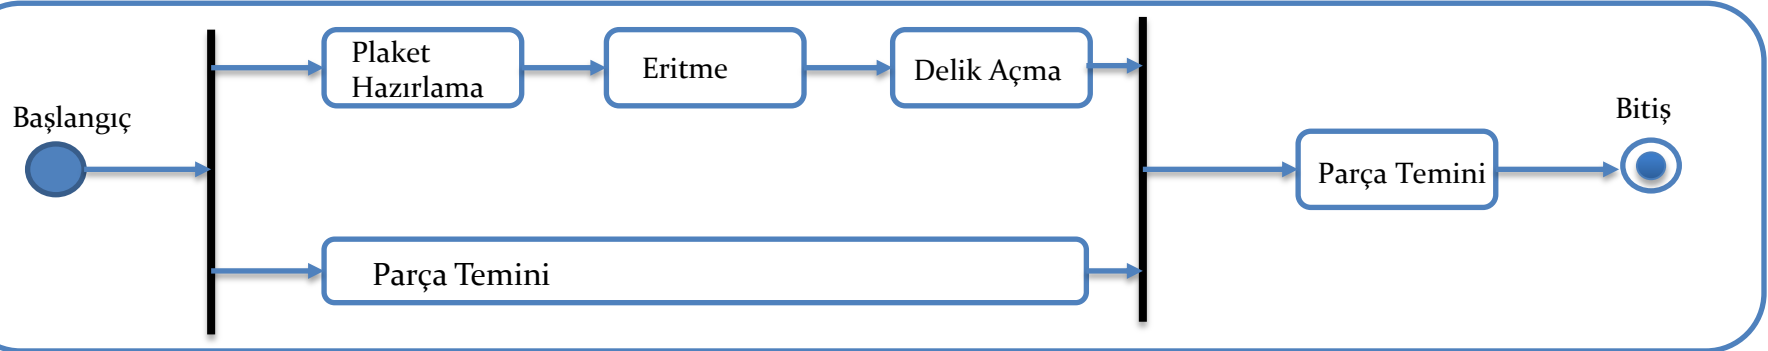 Başlangıç
Plaket
Hazırlama
Eritme
Delik Açma
Parça Temini
Parça Temini
Bitiş